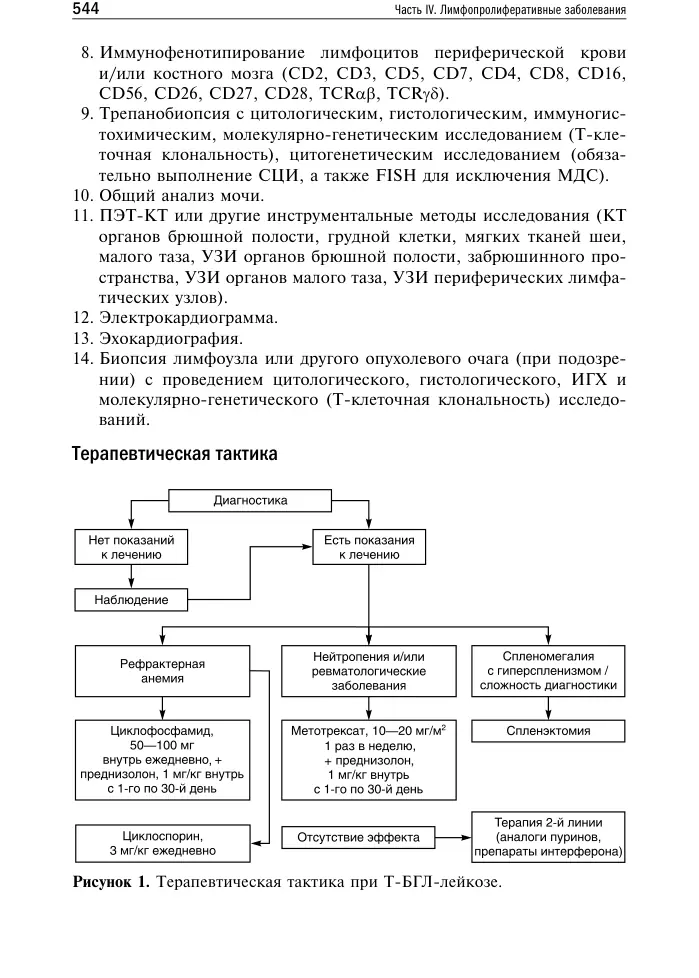 544
Часть IV. Лимфопролиферативные заболевания
8. Иммунофенотипирование лимфоцитов периферической крови
и/или костного мозга (CD2, CD3, CD5, CD7, CD4, CD8, CD16,
CD56, CD26, CD27, CD28, TCRαβ, TCRγδ).
9. Трепанобиопсия с цитологическим, гистологическим, иммуногис-
тохимическим, молекулярно-генетическим исследованием (Т-кле-
точная клональность), цитогенетическим исследованием (обяза-
тельно выполнение СЦИ, а также FISH для исключения МДС).
10. Общий анализ мочи.
11. ПЭТ-КТ или другие инструментальные методы исследования (КТ
органов брюшной полости, грудной клетки, мягких тканей шеи,
малого таза, УЗИ органов брюшной полости, забрюшинного про-
странства, УЗИ органов малого таза, УЗИ периферических лимфа-
тических узлов).
12. Электрокардиограмма.
13. Эхокардиография.
14. Биопсия лимфоузла или другого опухолевого очага (при подозре-
нии) с проведением цитологического, гистологического, ИГХ и
молекулярно-генетического (Т-клеточная клональность) исследо-
ваний.
Терапевтическая тактика
Диагностика
Нет показаний
к лечению
Есть показания
к лечению
Наблюдение
Рефрактерная
анемия
Нейтропения и/или
ревматологические
заболевания
Спленомегалия
с гиперспленизмом /
сложность диагностики
Циклофосфамид,
50—100 мг
внутрь ежедневно, +
преднизолон, 1 мг/кг внутрь
с 1-го по 30-й день
Метотрексат, 10—20 мг/м²
1 раз в неделю,
+ преднизолон,
1 мг/кг внутрь
с 1-го по 30-й день
Спленэктомия
Циклоспорин,
3 мг/кг ежедневно
Отсутствие эффекта
Терапия 2-й линии
(аналоги пуринов,
препараты интерферона)
Рисунок 1. Терапевтическая тактика при Т-БГЛ-лейкозе.